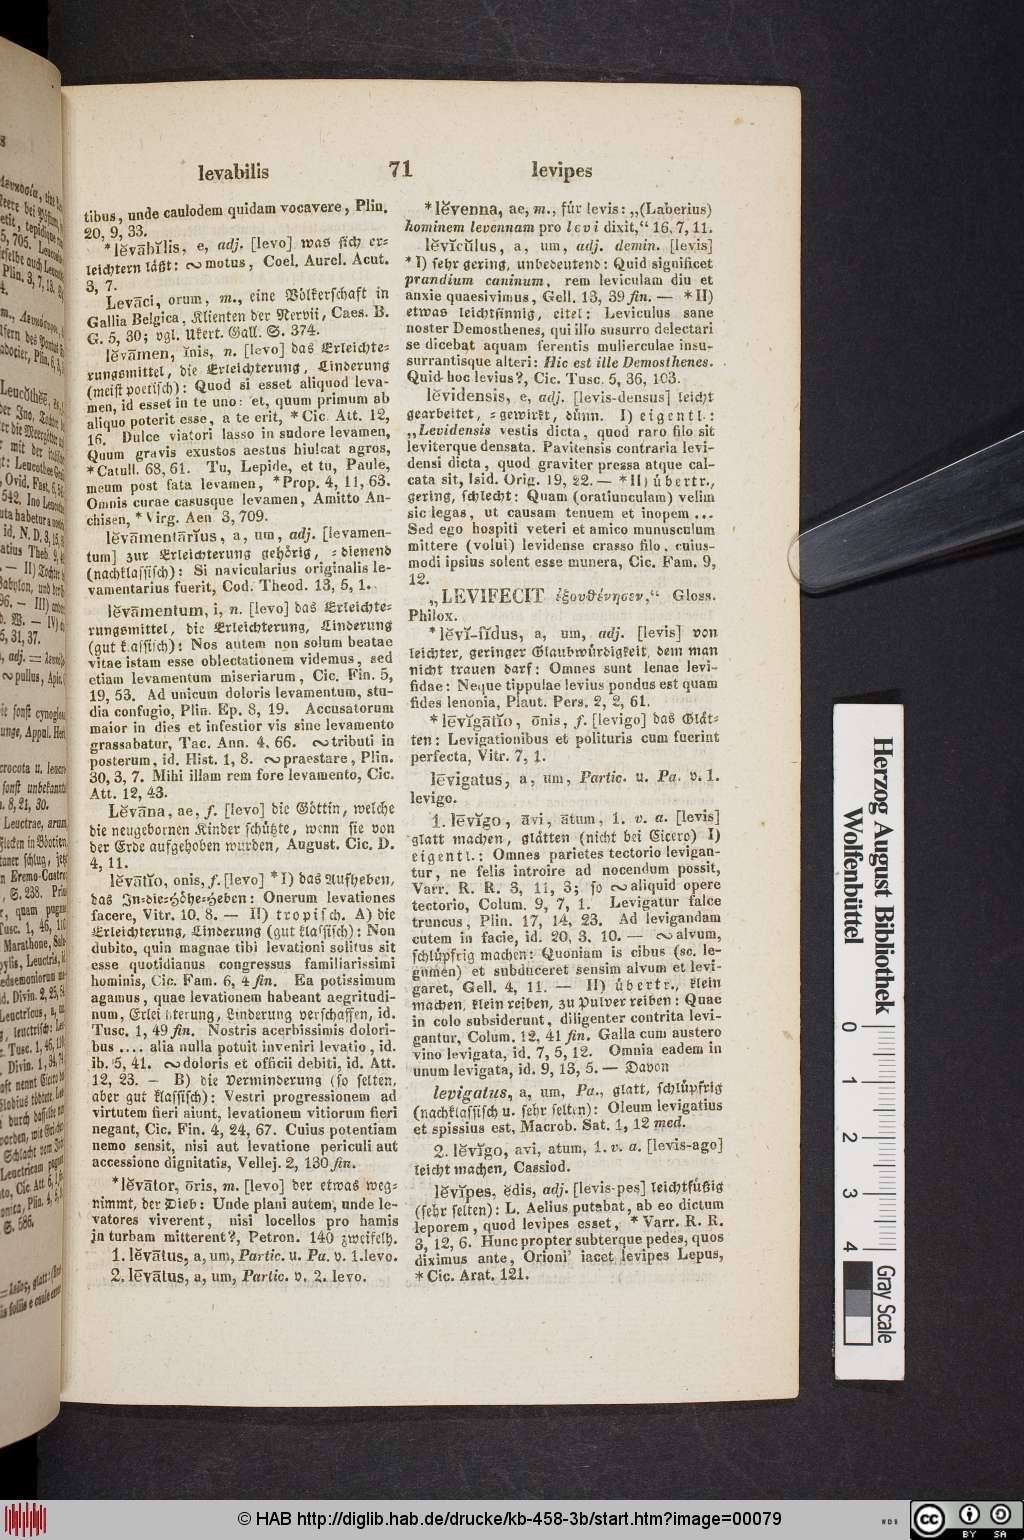 levabilis 71 levipes
tibus, unde caulodem quidam vocavere, Plin.
20, 9, 33.
*lĕvābĭlis, e, adj. [levo] was ſich er⸗
leichtern läßt: ∾ motus, Coel. Aurel. Acut.
3, 7.
Levāci, orum, m., eine Völkerſchaft in
Gallia Belgica, Klienten der Nervii, Caes. B.
G. 5, 30; vgl. Ukert. Gall. S. 374.
lĕvāmen, ĭnis, n. [levo] das Erleichte⸗
rungsmittel, die Erleichterung, Linderung
(meiſt poetiſch): Quod si esset aliquod leva-
men, id esset in te uno: et, quum primum ab
aliquo poterit esse, a te erit, *Cic. Att. 12,
16. Dulce viatori lasso in sudore levamen,
Quum gravis exustos aestus hiulcat agros,
*Catull. 68, 61. Tu, Lepide, et tu, Paule,
meum post fata levamen, *Prop. 4, 11, 63.
Omnis curae casusque levamen, Amitto An-
chisen, *Virg. Aen 3, 709.
lĕvāmentārĭus, a, um, adj. [levamen-
tum] zur Erleichterung gehörig, ⸗dienend
(nachklaſſiſch): Si navicularius originalis le-
vamentarius fuerit, Cod. Theod. 13, 5, 1.
lĕvāmentum, i, n. [levo] das Erleichte⸗
rungsmittel, die Erleichterung, Linderung
(gut klaſſiſch): Nos autem non solum beatae
vitae istam esse oblectationem videmus, sed
etiam levamentum miseriarum, Cic. Fin. 5,
19, 53. Ad unicum doloris levamentum, stu-
dia confugio, Plin. Ep. 8, 19. Accusatorum
maior in dies et infestior vis sine levamento
grassabatur, Tac. Ann. 4, 66. ∾ tributi in
posterum, id. Hist. 1, 8. ∾ praestare, Plin.
30, 3, 7. Mihi illam rem fore levamento, Cic.
Att. 12, 43.
Lĕvāna, ae, f. [levo] die Göttin, welche
die neugebornen Kinder ſchützte, wenn ſie von
der Erde aufgehoben wurden, August. Cic. D.
4, 11.
lĕvātĭo, onis, f. [levo] *I) das Aufheben,
das In⸗die⸗Höhe⸗Heben: Onerum levationes
facere, Vitr. 10. 8. — II) tropiſch. A) die
Erleichterung, Linderung (gut klaſſiſch): Non
dubito, quin magnae tibi levationi solitus sit
esse quotidianus congressus familiarissimi
hominis, Cic. Fam. 6, 4 fin. Ea potissimum
agamus, quae levationem habeant aegritudi-
num, Erleichterung, Linderung verſchaffen, id.
Tusc. 1, 49 fin. Nostris acerbissimis dolori-
bus .... alia nulla potuit inveniri levatio, id.
ib. 5, 41. ∾ doloris et officii debiti, id. Att.
12, 23. — B) die Verminderung (ſo ſelten,
aber gut klaſſiſch): Vestri progressionem ad
virtutem fieri aiunt, levationem vitiorum fieri
negant, Cic. Fin. 4, 24, 67. Cuius potentiam
nemo sensit, nisi aut levatione periculi aut
accessione dignitatis, Vellej. 2, 130 fin.
*lĕvātor, ōris, m. [levo] der etwas weg⸗
nimmt, der Dieb: Unde plani autem, unde le-
vatores viverent, nisi locellos pro hamis
in turbam mitterent?, Petron. 140 zweifelh.
1. lĕvātus, a, um, Partic. u. Pa. v. 1. levo.
2. lēvātus, a, um, Partic. v. 2. levo.
*lĕvenna, ae, m., für levis: „(Laberius)
hominem levennam pro levi dixit,“ 16, 7, 11.
lĕvĭcŭlus, a, um, adj. demin. [levis]
*I) ſehr gering, unbedeutend: Quid significet
prandium caninum, rem leviculam diu et
anxie quaesivimus, Gell. 13, 39 fin. — *II)
etwas leichtſinnig, eitel: Leviculus sane
noster Demosthenes, qui illo susurro delectari
se dicebat aquam ferentis mulierculae insu-
surrantisque alteri: Hic est ille Demosthenes.
Quid hoc levius?, Cic. Tusc. 5, 36, 103.
lĕvidensis, e, adj. [levis-densus] leicht
gearbeitet, ⸗gewirkt, dünn. I) eigentl.:
„Levidensis vestis dicta, quod raro filo sit
leviterque densata. Pavitensis contraria levi-
densi dicta, quod graviter pressa atque cal-
cata sit, Isid. Orig. 19, 22. — *II) übertr.,
gering, ſchlecht: Quam (oratiunculam) velim
sic legas, ut causam tenuem et inopem ...
Sed ego hospiti veteri et amico munusculum
mittere (volui) levidense crasso filo, cuius-
modi ipsius solent esse munera, Cic. Fam. 9,
12.
„LEVIFECIT ἐξουθένησεν,“ Gloss.
Philox.
*lĕvĭ-fĭdus, a, um, adj. [levis] von
leichter, geringer Glaubwürdigkeit, dem man
nicht trauen darf: Omnes sunt lenae levi-
fidae: Neque tippulae levius pondus est quam
fides lenonia, Plaut. Pers. 2, 2, 61.
*lēvĭgātĭo, ōnis, f. [levigo] das Glät⸗
ten: Levigationibus et polituris cum fuerint
perfecta, Vitr. 7, 1.
lēvigatus, a, um, Partic. u. Pa. v. 1.
levigo.
1. lēvĭgo, āvi, ātum, 1. v. a. [levis]
glatt machen, glätten (nicht bei Cicero) I)
eigentl.: Omnes parietes tectorio levigan-
tur, ne felis introire ad nocendum possit,
Varr. R. R. 3, 11, 3; ſo ∾ aliquid opere
tectorio, Colum. 9, 7, 1. Levigatur falce
truncus, Plin. 17, 14, 23. Ad levigandam
cutem in facie, id. 20, 3, 10. — ∾ alvum,
ſchlüpfrig machen: Quoniam is cibus (sc. le-
gumen) et subduceret sensim alvum et levi-
garet, Gell. 4, 11. — II) übertr., klein
machen, klein reiben, zu Pulver reiben: Quae
in colo subsiderunt, diligenter contrita levi-
gantur, Colum. 12, 41 fin. Galla cum austero
vino levigata, id. 7, 5, 12. Omnia eadem in
unum levigata, id. 9, 13, 5. — Davon
levigatus, a, um, Pa., glatt, ſchlüpfrig
(nachklaſſiſch u. ſehr ſelten): Oleum levigatius
et spissius est, Macrob. Sat. 1, 12 med.
2. lĕvĭgo, avi, atum, 1. v. a. [levis-ago]
leicht machen, Cassiod.
lĕvĭpes, ĕdis, adj. [levis-pes] leichtfüßig
(ſehr ſelten): L. Aelius putabat, ab eo dictum
leporem, quod levipes esset, *Varr. R. R.
3, 12, 6. Hunc propter subterque pedes, quos
diximus ante, Orioni’ iacet levipes Lepus,
*Cic. Arat. 121.
Herzog August Bibliothek
Wolfenbüttel
0 1 2 3 4
Gray Scale
© HAB http://diglib.hab.de/drucke/kb-458-3b/start.htm?image=00079
WDB
cc
BY SA